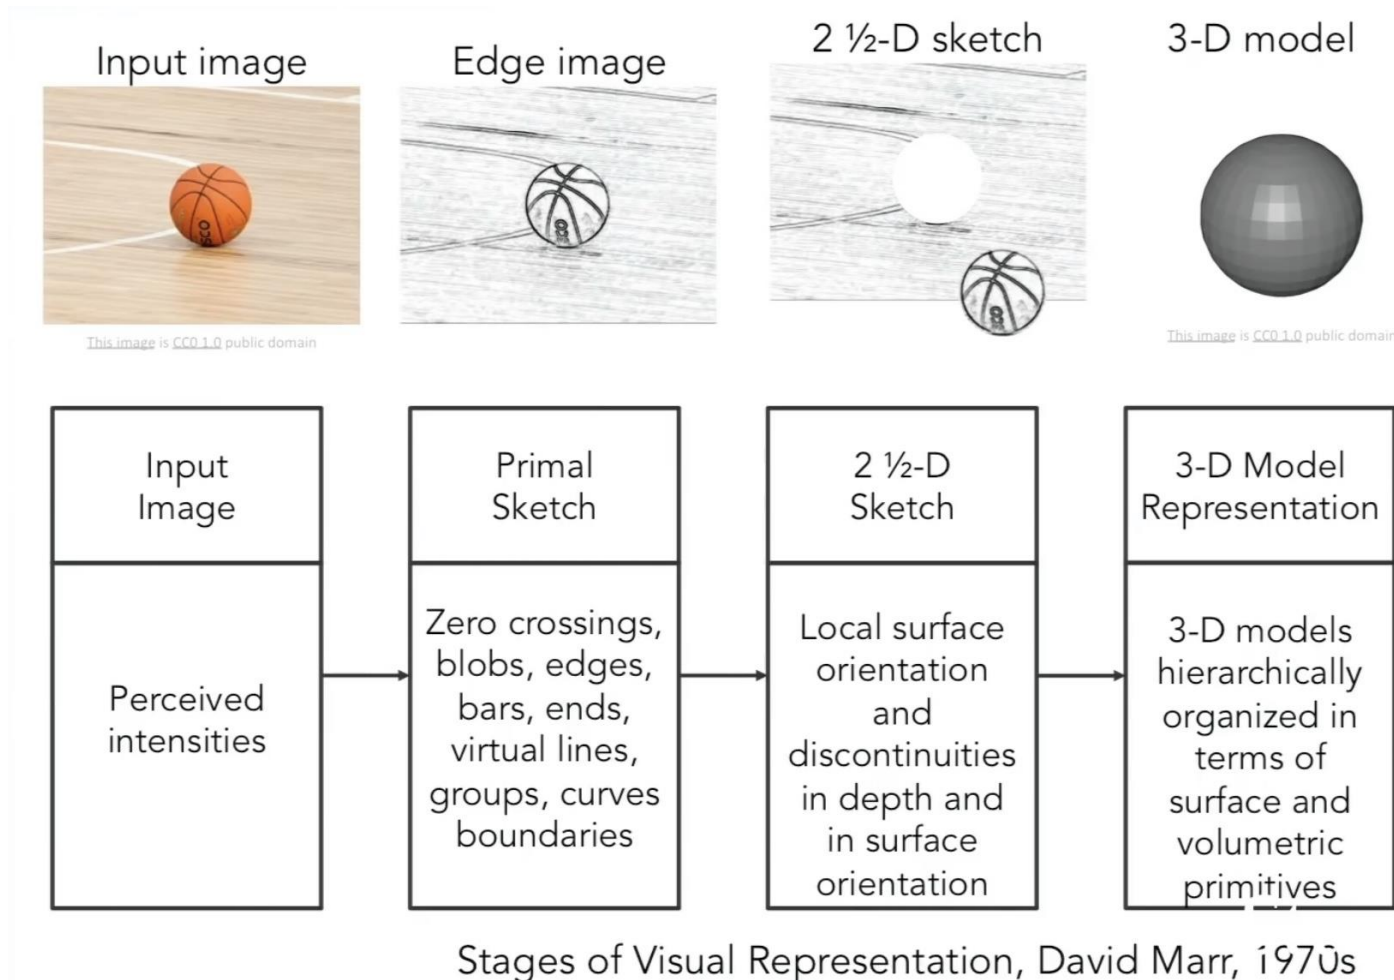 Input image
Edge image
2 ½-D sketch
3-D model
SCO
SCO
SCO
This image is CC0 1.0 public domain
This image is CC0 1.0 public domain
Input
Image
Perceived
intensities
Primal
Sketch
Zero crossings,
blobs, edges,
bars, ends,
virtual lines,
groups, curves
boundaries
2 ½-D
Sketch
Local surface
orientation
and
discontinuities
in depth and
in surface
orientation
3-D Model
Representation
3-D models
hierarchically
organized in
terms of
surface and
volumetric
primitives
Stages of Visual Representation, David Marr, 1970s